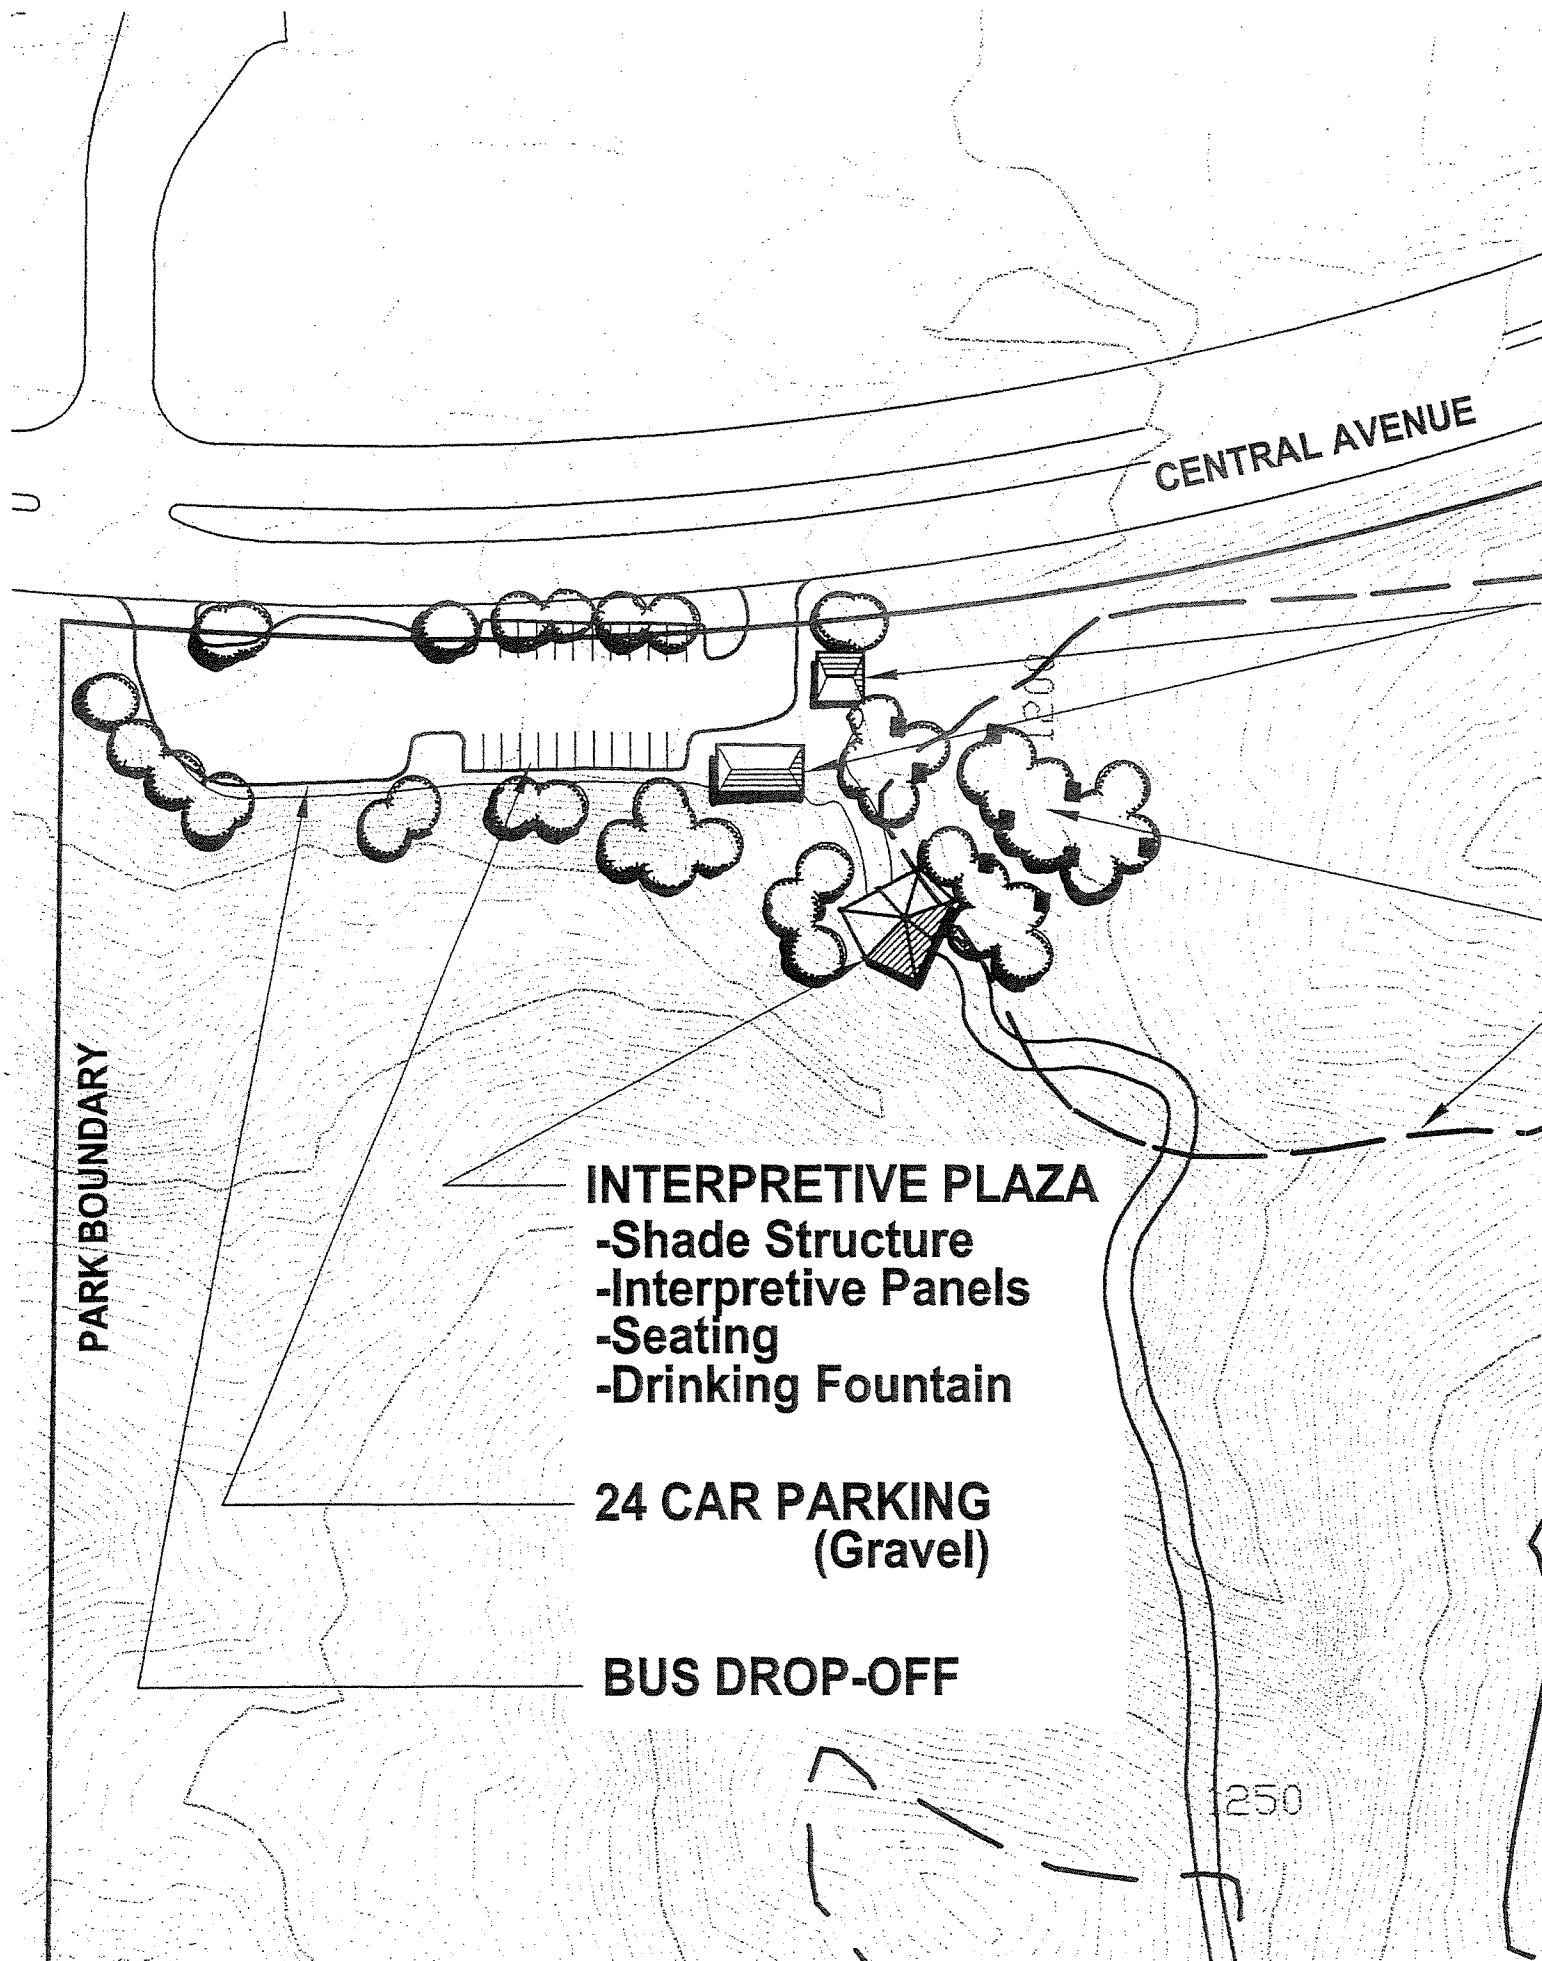 CENTRAL AVENUE
PARK BOUNDARY
INTERPRETIVE PLAZA
-Shade Structure
-Interpretive Panels
-Seating
-Drinking Fountain
24 CAR PARKING
(Gravel)
BUS DROP-OFF
1250